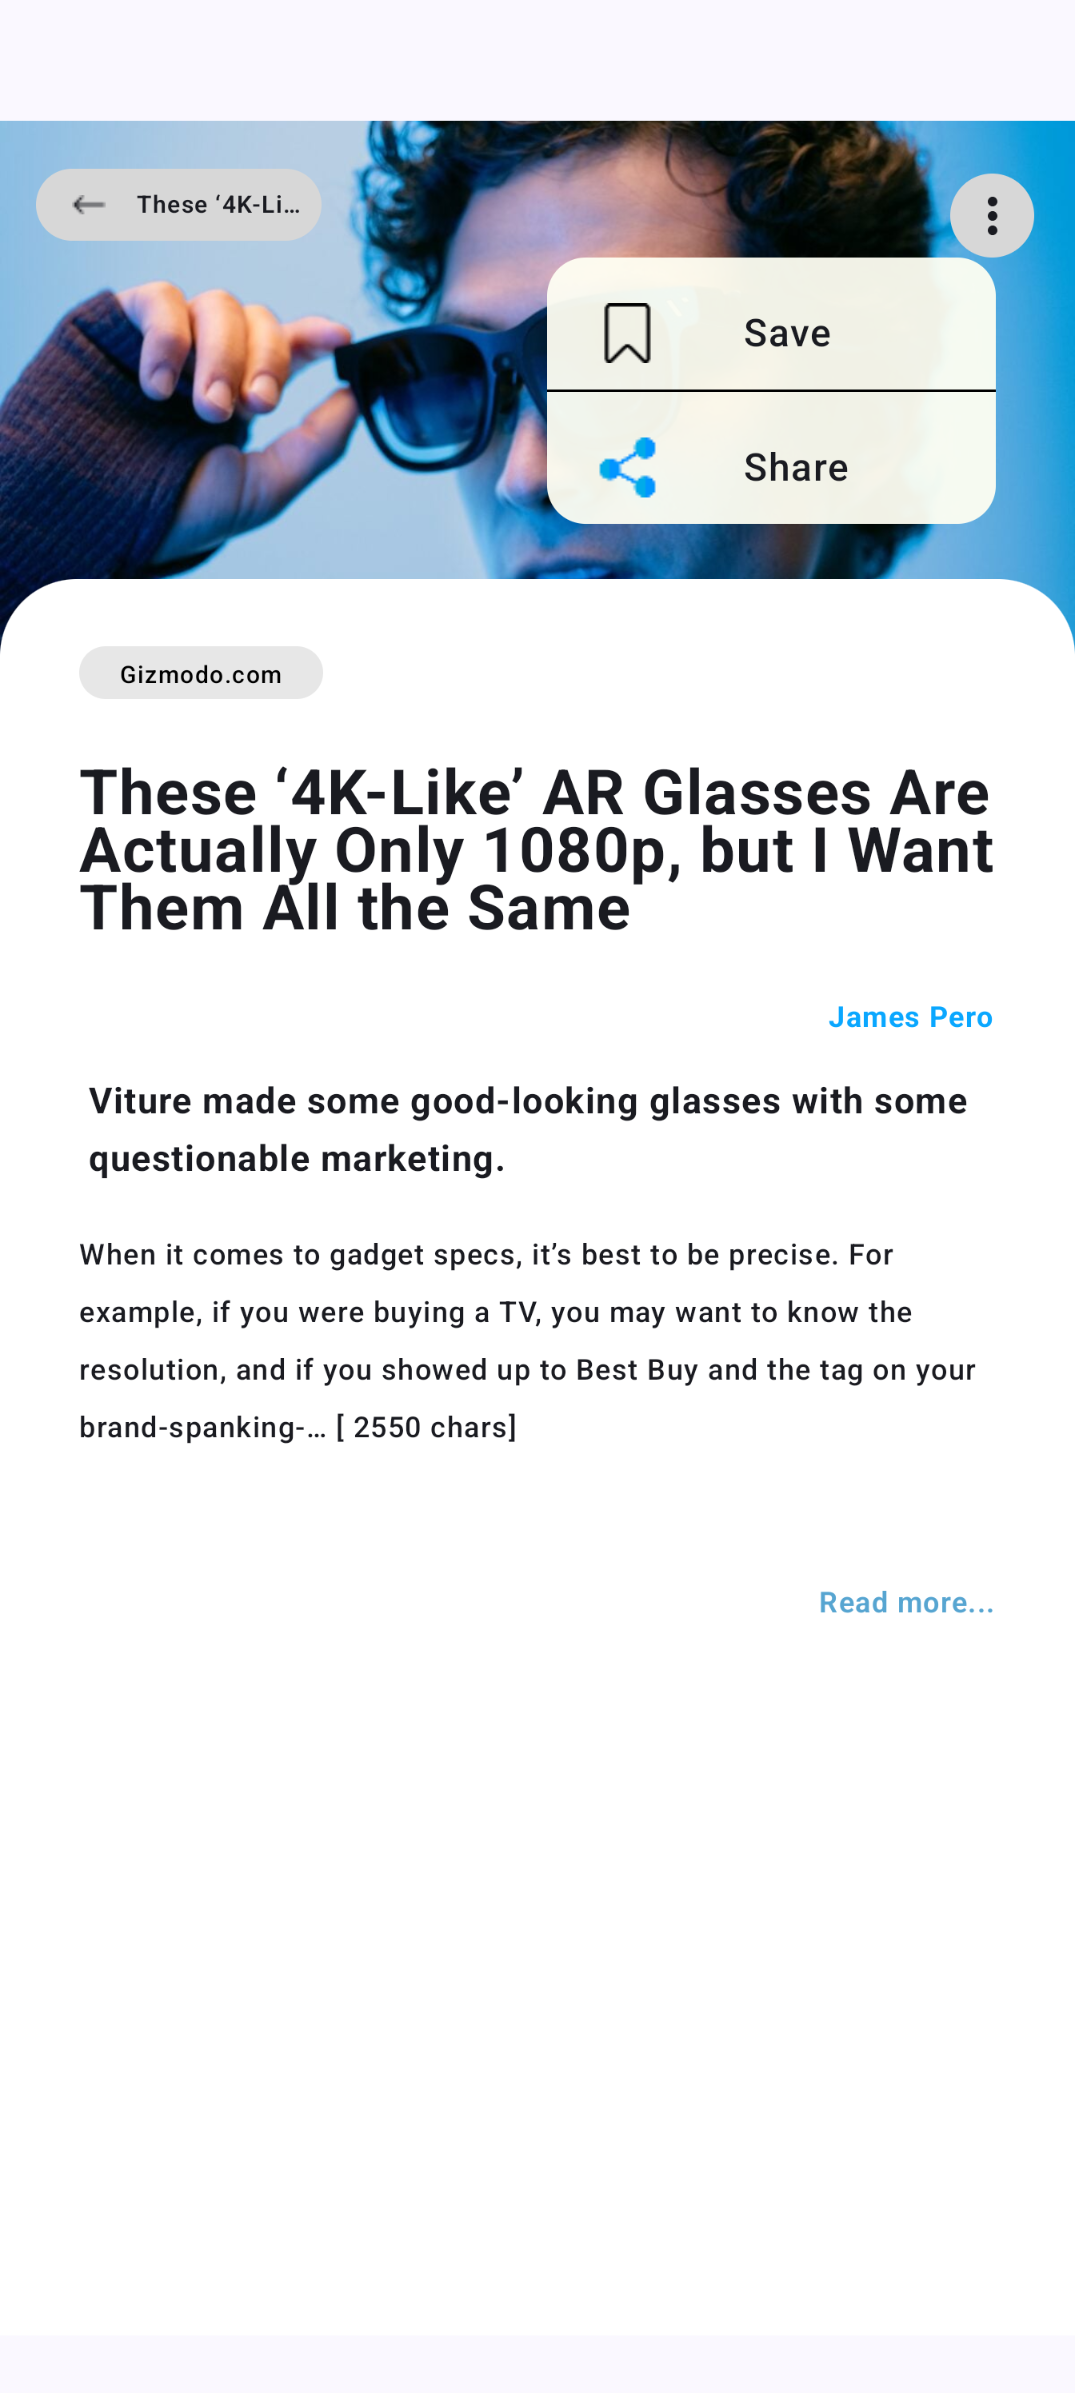 These ‘4K-Li…
Save
Share
Gizmodo.com
These ‘4K-Like’ AR Glasses Are
Actually Only 1080p, but I Want
Them All the Same
James Pero
Viture made some good-looking glasses with some
questionable marketing.
When it comes to gadget specs, it’s best to be precise. For
example, if you were buying a TV, you may want to know the
resolution, and if you showed up to Best Buy and the tag on your
brand-spanking-… [ 2550 chars]
Read more...